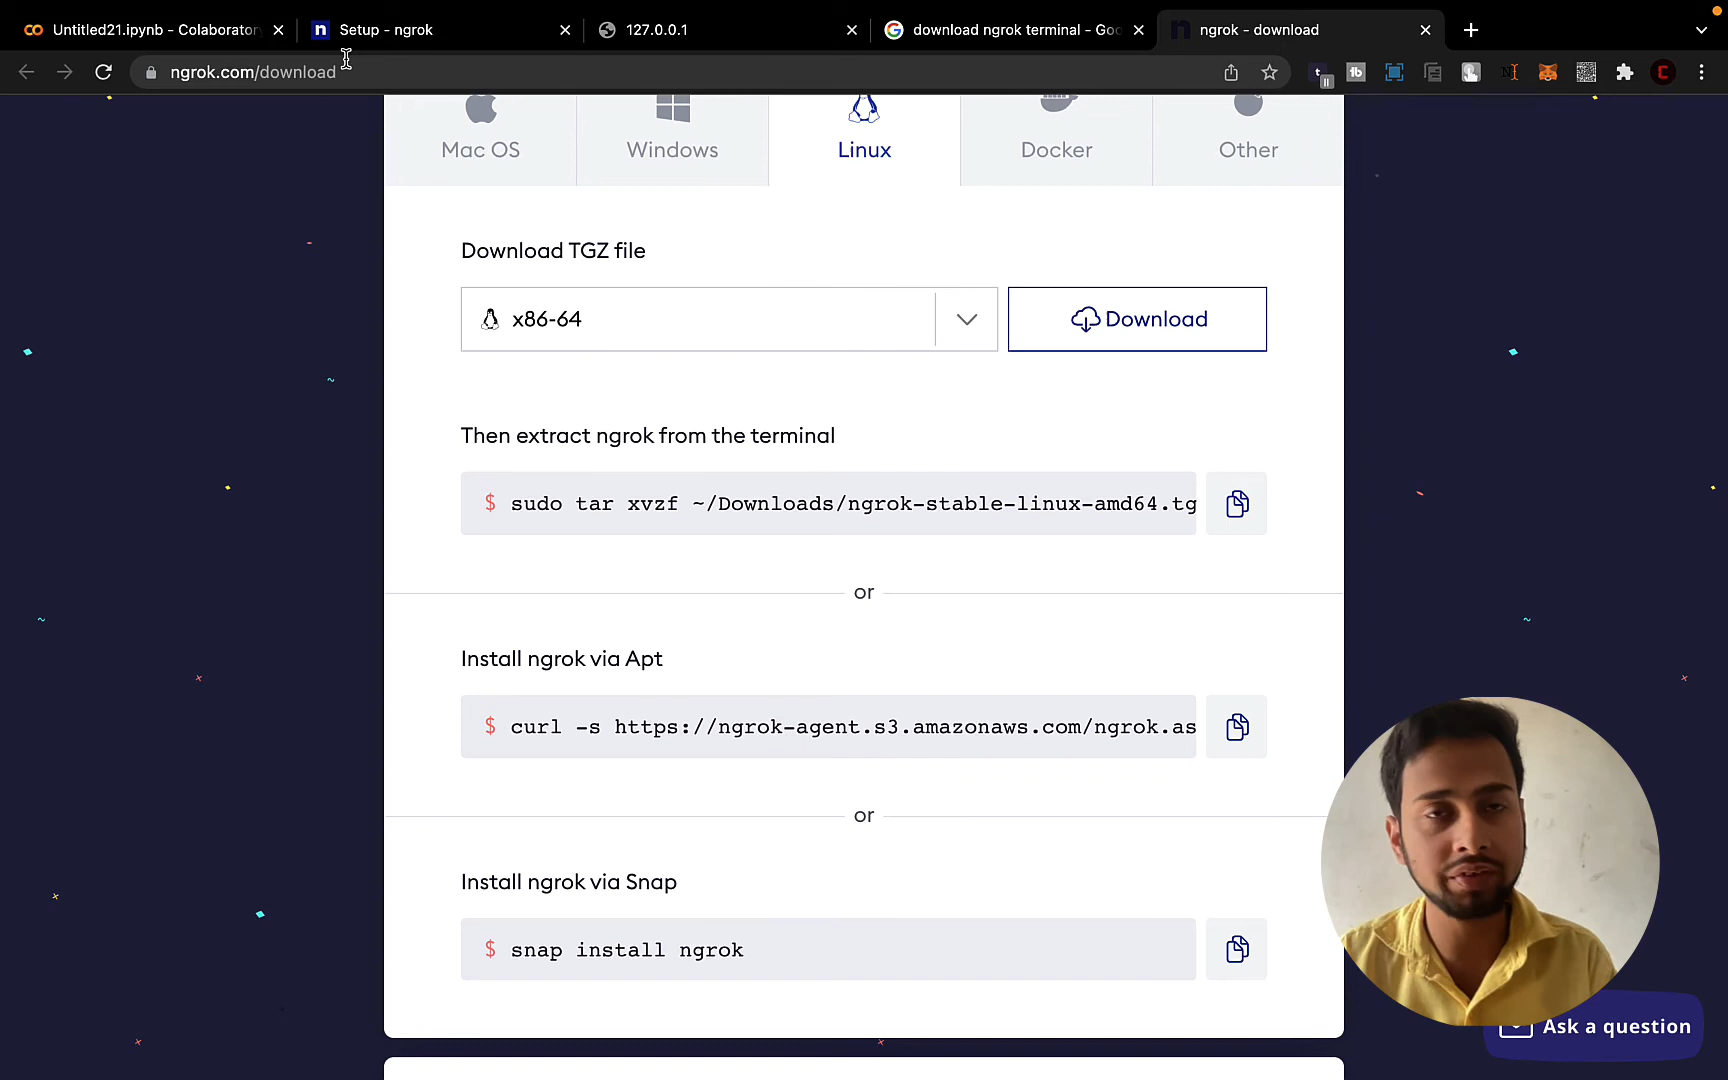 Untitled21.ipynb - Colaboratory
Setup - ngrok
127.0.0.1
download ngrok terminal - Goo
ngrok - download
ngrok.com/download
Mac OS
Windows
Linux
Docker
Other
Download TGZ file
x86-64
Download
Then extract ngrok from the terminal
$ sudo tar xvzf ~/Downloads/ngrok-stable-linux-amd64.tg
or
Install ngrok via Apt
$ curl -s https://ngrok-agent.s3.amazonaws.com/ngrok.as
or
Install ngrok via Snap
$ snap install ngrok
Ask a question